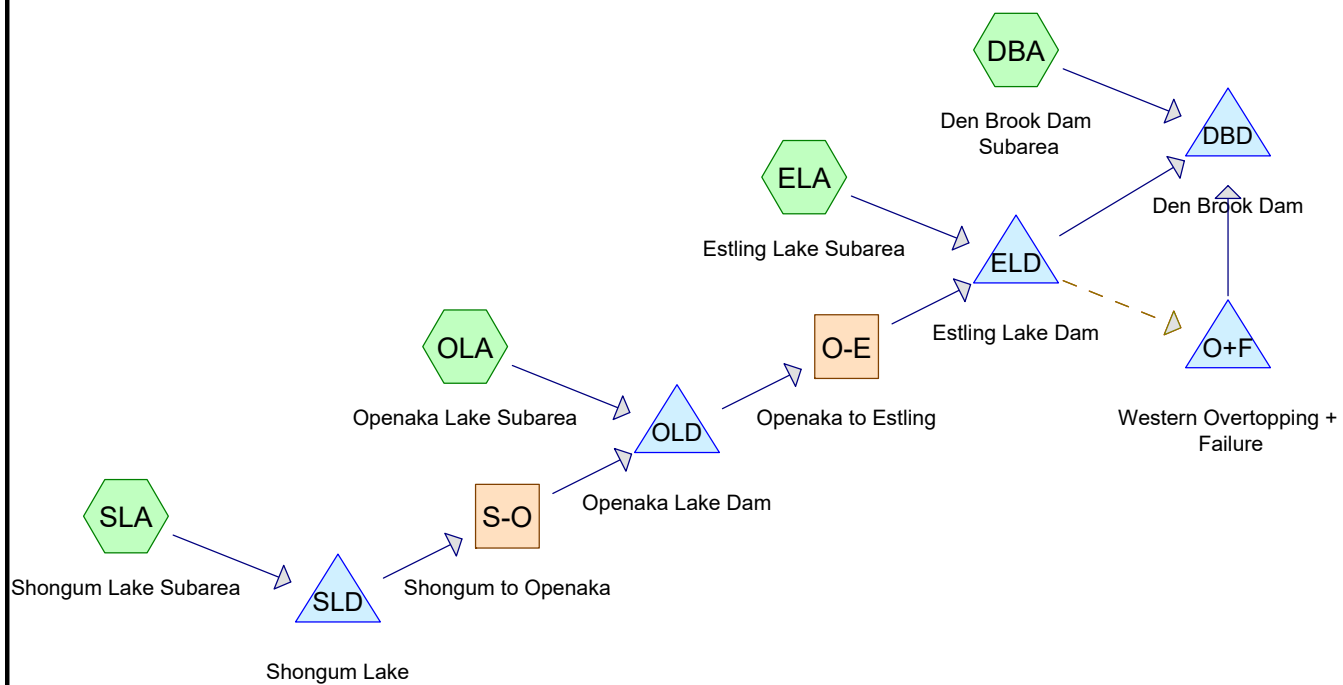 DBA
Den Brook Dam
Subarea
DBD
Den Brook Dam
ELA
Estling Lake Subarea
ELD
Estling Lake Dam
O+F
Western Overtopping +
Failure
OLA
Openaka Lake Subarea
O-E
Openaka to Estling
OLD
Openaka Lake Dam
SLA
Shongum Lake Subarea
S-O
Shongum to Openaka
SLD
Shongum Lake